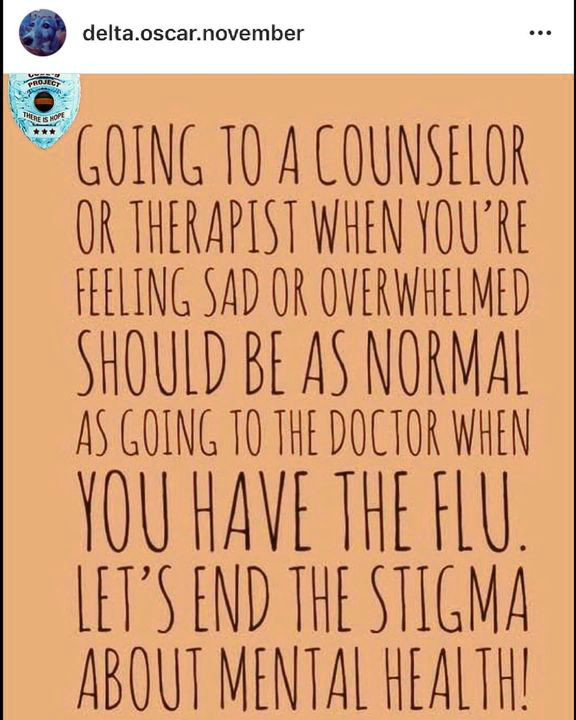 delta.oscar.november
PROJECT
THERE IS HOPE
GOING TO A COUNSELOR
OR THERAPIST WHEN YOU'RE
FEELING SAD OR OVERWHELMED
SHOULD BE AS NORMAL
AS GOING TO THE DOCTOR WHEN
YOU HAVE THE FLU.
LET'S END THE STIGMA
ABOUT MENTAL HEALTH!